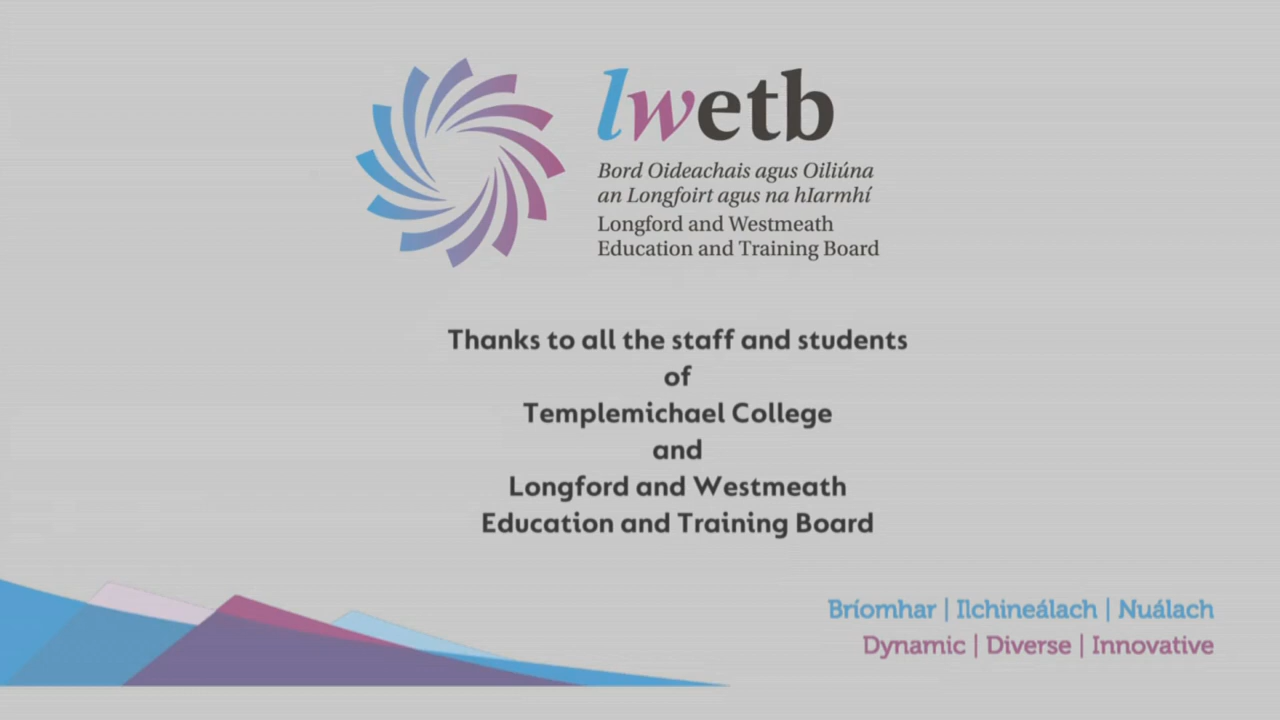 lwetb
Bord Oideachais agus Oiliúna
an Longfoirt agus na hIarmhí
Longford and Westmeath
Education and Training Board
Thanks to all the staff and students
of
Templemichael College
and
Longford and Westmeath
Education and Training Board
Bríomhar | Ilchineálach | Nuálach
Dynamic | Diverse | Innovative